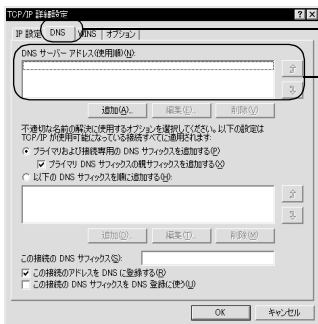 TCP/IP 詳細設定
IP 設定 DNS WINS オプション
DNS サーバー アドレス(使用順)(N):
追加(A)... 編集(E)... 削除(V)
不適切な名前の解決に使用するオプションを選択してください。以下の設定は
TCP/IP が使用可能になっている接続すべてに適用されます:
プライマリおよび接続専用の DNS サフィックスを追加する(P)
プライマリ DNS サフィックスの親サフィックスを追加する(X)
以下の DNS サフィックスを順に追加する(H):
追加(D)... 編集(T)... 削除(M)
この接続の DNS サフィックス(S):
この接続のアドレスを DNS に登録する(R)
この接続の DNS サフィックスを DNS 登録に使う(U)
OK キャンセル